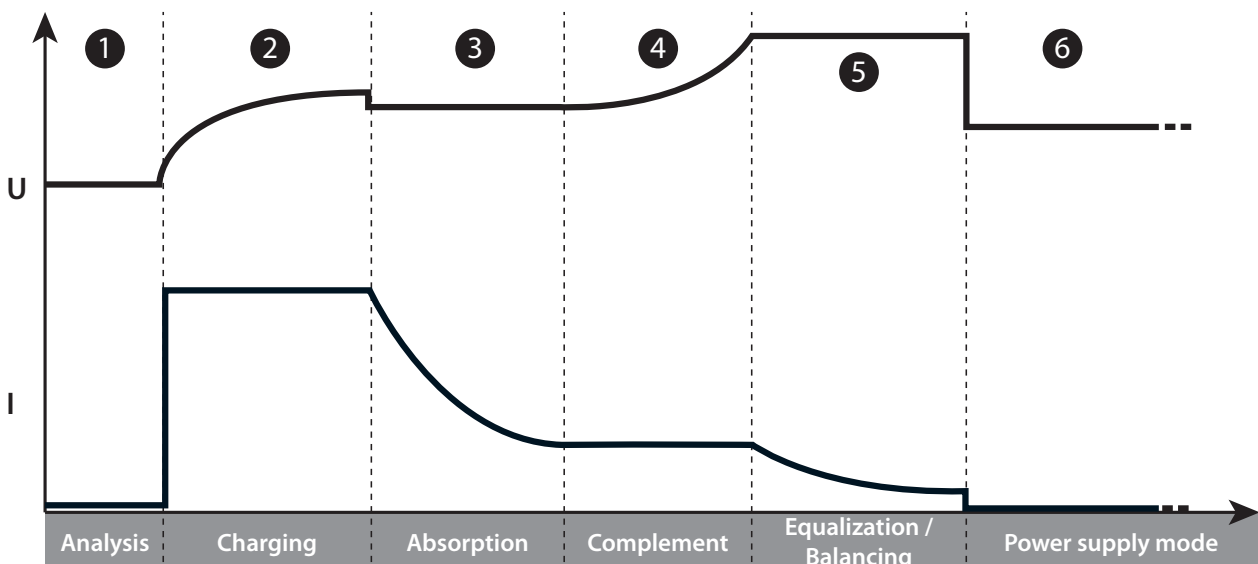 1
2
3
4
5
6
U
I
Analysis
Charging
Absorption
Complement
Equalization /
Balancing
Power supply mode